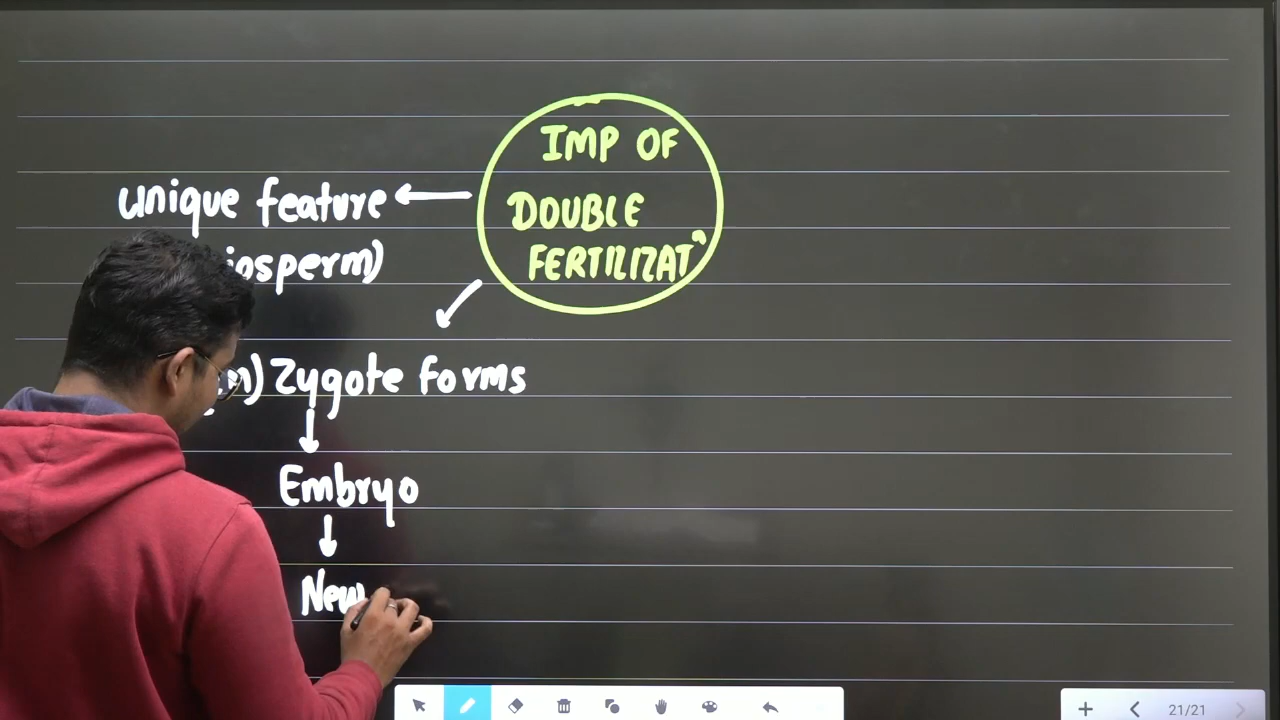 IMP OF
DOUBLE
FERTILIZAT^n
unique feature
iosperm)
n) Zygote forms
Embryo
New
21/21